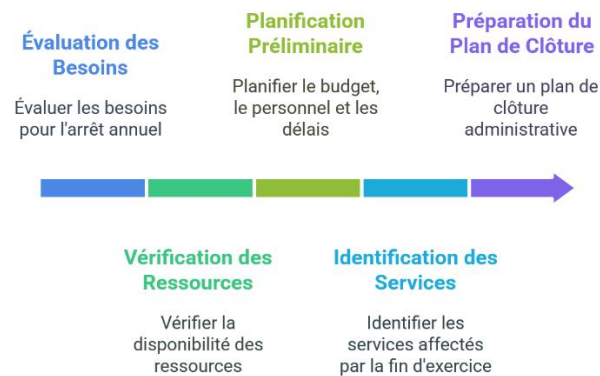 Évaluation des
Besoins
Évaluer les besoins
pour l'arrêt annuel
Vérification des
Ressources
Vérifier la
disponibilité des
ressources
Planification
Préliminaire
Planifier le budget,
le personnel et les
délais
Identification des
Services
Identifier les
services affectés
par la fin d'exercice
Préparation du
Plan de Clôture
Préparer un plan de
clôture
administrative